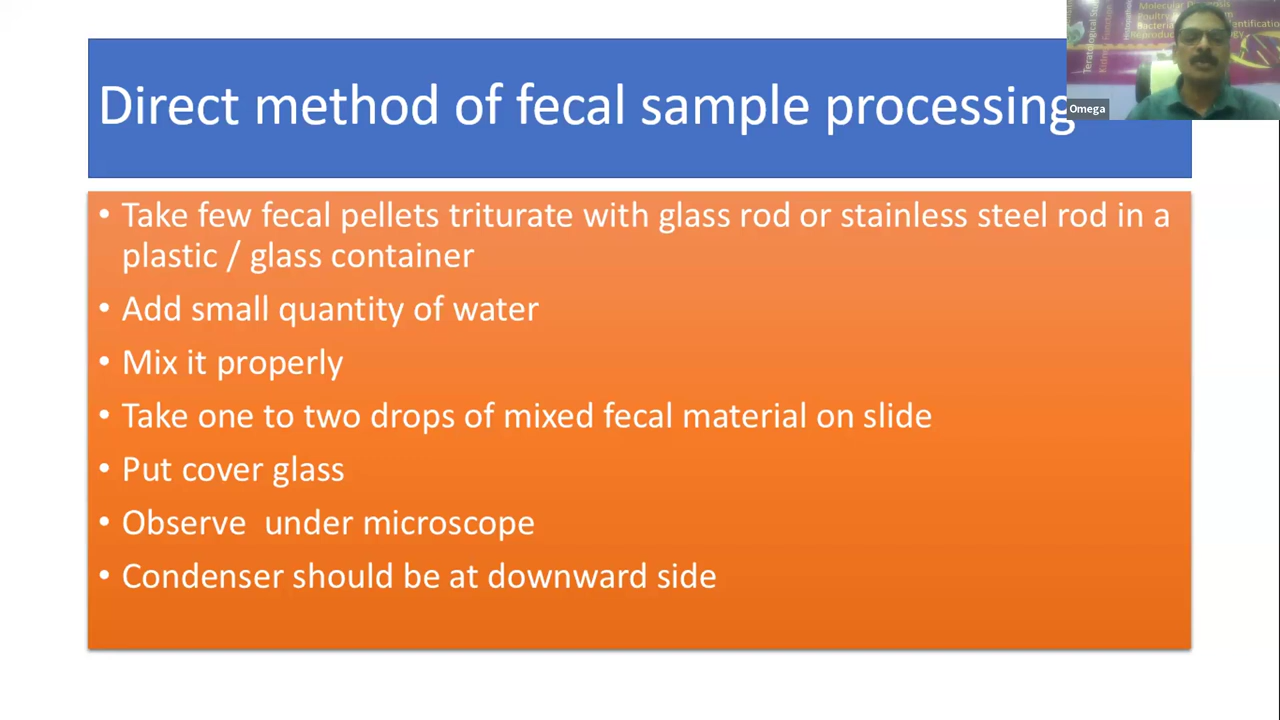 Direct method of fecal sample processing
Omega
• Take few fecal pellets triturate with glass rod or stainless steel rod in a
plastic / glass container
• Add small quantity of water
• Mix it properly
• Take one to two drops of mixed fecal material on slide
• Put cover glass
• Observe  under microscope
• Condenser should be at downward side